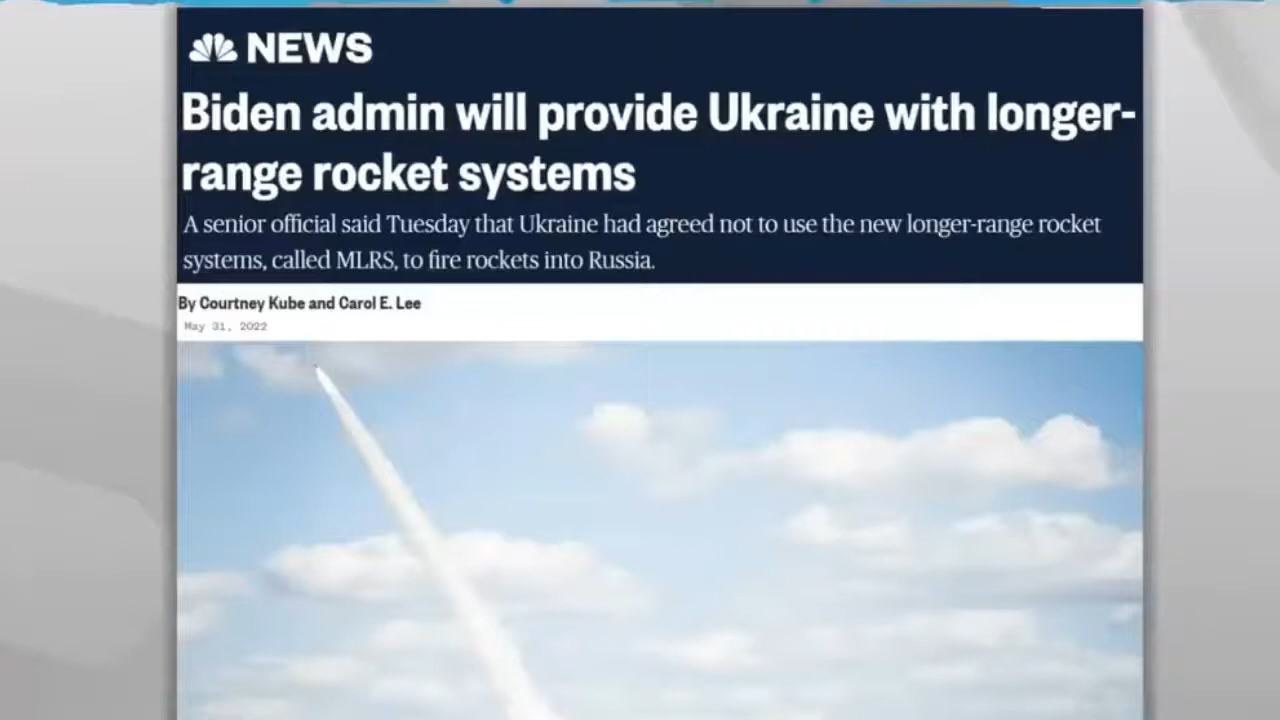 NEWS
Biden admin will provide Ukraine with longer-
range rocket systems
A senior official said Tuesday that Ukraine had agreed not to use the new longer-range rocket
systems, called MLRS, to fire rockets into Russia.
By Courtney Kube and Carol E. Lee
May 31, 2022